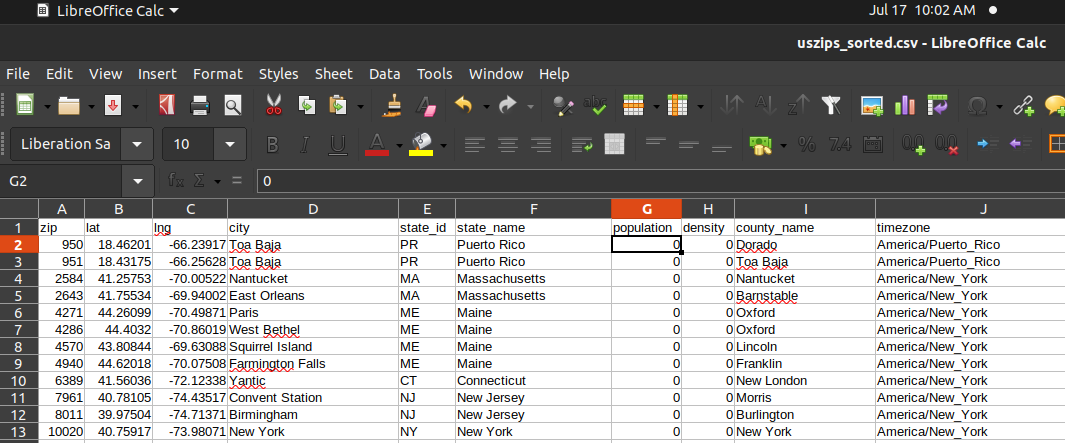 LibreOffice Calc Jul 17 10:02 AM
uszips_sorted.csv - LibreOffice Calc
File Edit View Insert Format Styles Sheet Data Tools Window Help
Liberation Sa 10 B I U A % 7.4 .00 .00
G2 fx Σ = 0
A B C D E F G H I J
1 zip lat lng city state_id state_name population density county_name timezone
2 950 18.46201 -66.23917 Toa Baja PR Puerto Rico 0 0 Dorado America/Puerto_Rico
3 951 18.43175 -66.25628 Toa Baja PR Puerto Rico 0 0 Toa Baja America/Puerto_Rico
4 2584 41.25753 -70.00522 Nantucket MA Massachusetts 0 0 Nantucket America/New_York
5 2643 41.75534 -69.94002 East Orleans MA Massachusetts 0 0 Barnstable America/New_York
6 4271 44.26099 -70.49871 Paris ME Maine 0 0 Oxford America/New_York
7 4286 44.4032 -70.86019 West Bethel ME Maine 0 0 Oxford America/New_York
8 4570 43.80844 -69.63088 Squirrel Island ME Maine 0 0 Lincoln America/New_York
9 4940 44.62018 -70.07508 Farmington Falls ME Maine 0 0 Franklin America/New_York
10 6389 41.56036 -72.12338 Yantic CT Connecticut 0 0 New London America/New_York
11 7961 40.78105 -74.43517 Convent Station NJ New Jersey 0 0 Morris America/New_York
12 8011 39.97504 -74.71371 Birmingham NJ New Jersey 0 0 Burlington America/New_York
13 10020 40.75917 -73.98071 New York NY New York 0 0 New York America/New_York